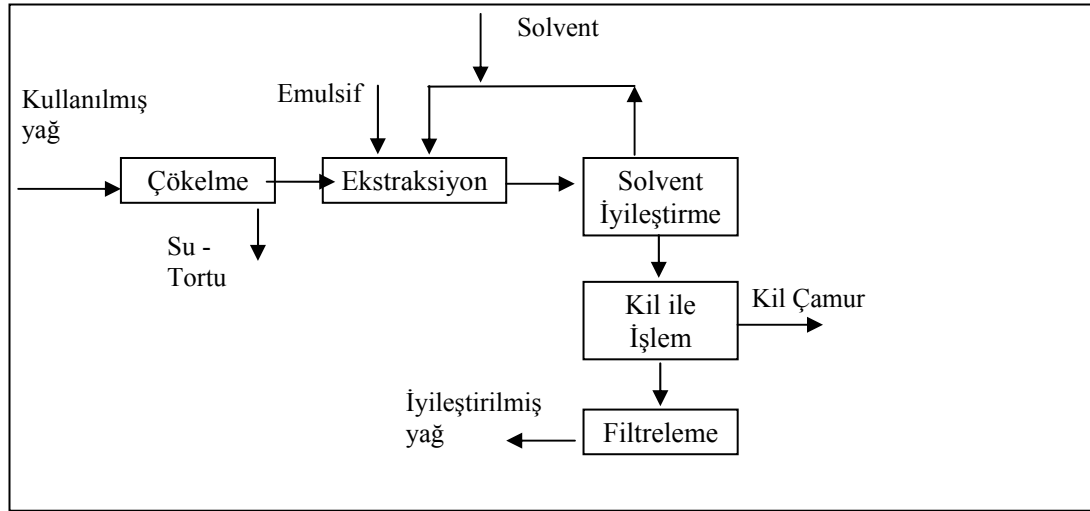 Solvent
Emulsif
Kullanılmış
yağ
Çökelme
Ekstraksiyon
Solvent
İyileştirme
Su -
Tortu
Kil ile
İşlem
Kil Çamur
İyileştirilmiş
yağ
Filtreleme